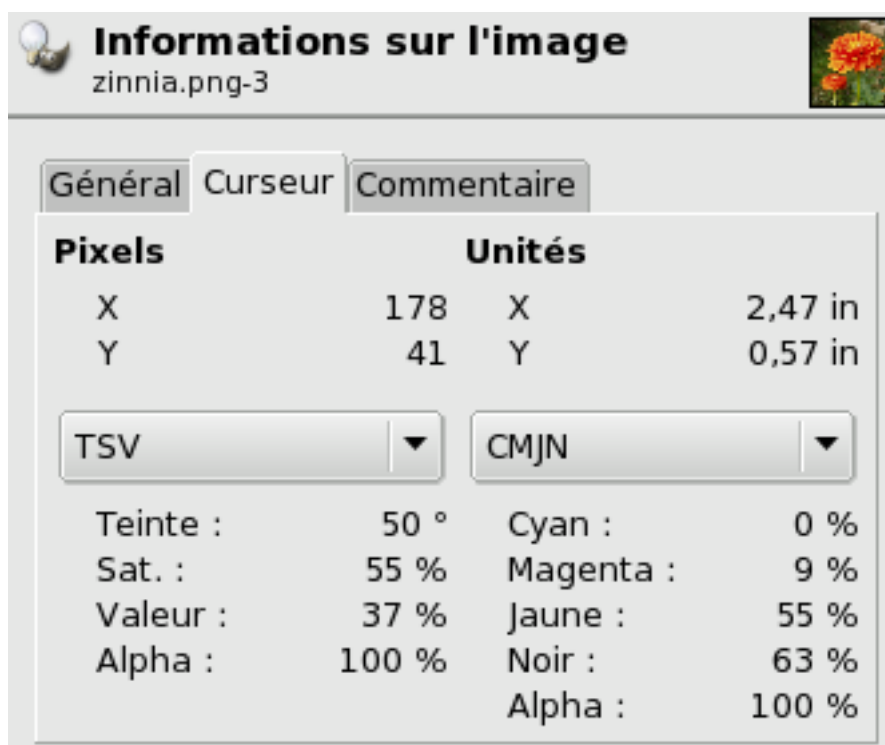 Informations sur l'image
zinnia.png-3
Général Curseur Commentaire
Pixels Unités
X 178 X 2,47 in
Y 41 Y 0,57 in
TSV CMJN
Teinte : 50 ° Cyan : 0 %
Sat. : 55 % Magenta : 9 %
Valeur : 37 % Jaune : 55 %
Alpha : 100 % Noir : 63 %
Alpha : 100 %